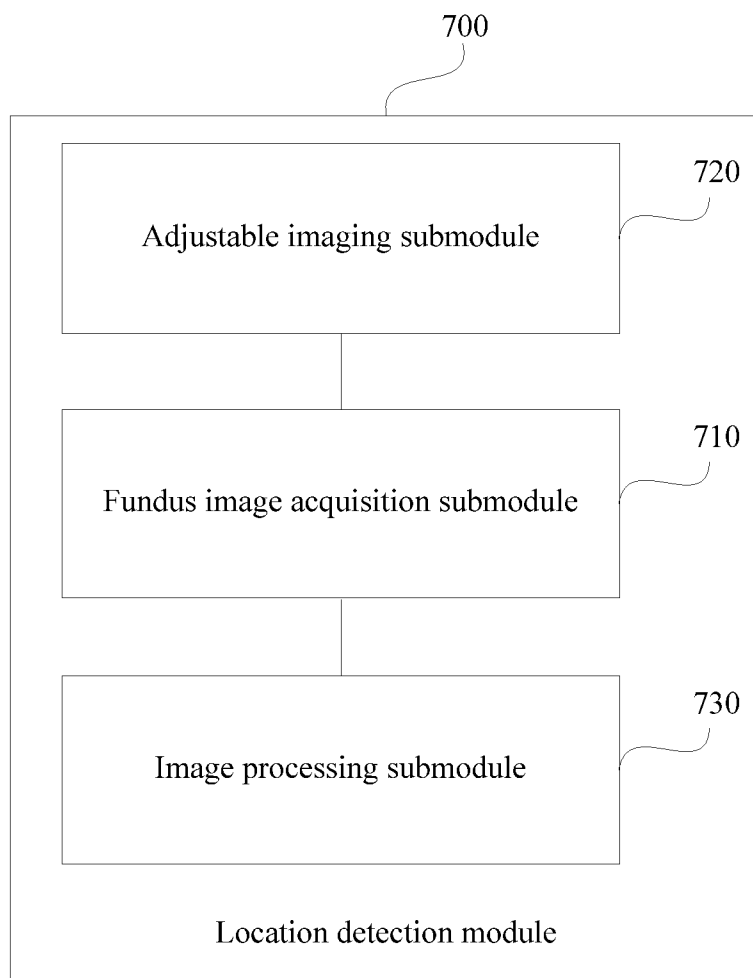 700
720
Adjustable imaging submodule
710
Fundus image acquisition submodule
730
Image processing submodule
Location detection module